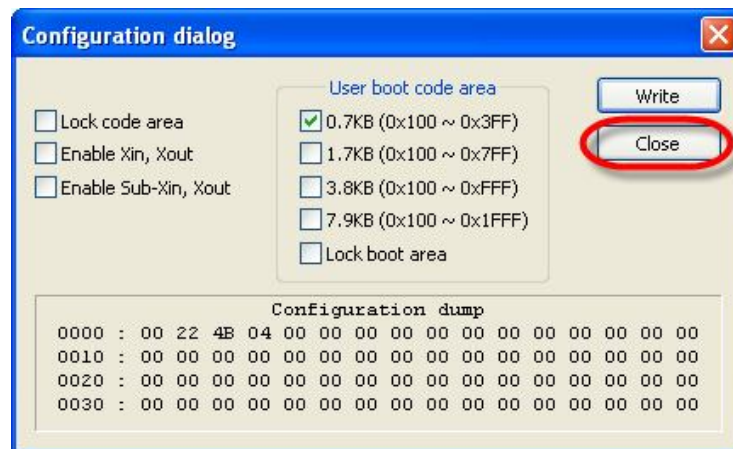 Configuration dialog
User boot code area
Write
Lock code area
0.7KB (0x100 ~ 0x3FF)
Close
Enable Xin, Xout
1.7KB (0x100 ~ 0x7FF)
Enable Sub-Xin, Xout
3.8KB (0x100 ~ 0xFFF)
7.9KB (0x100 ~ 0x1FFF)
Lock boot area
Configuration dump
0000 : 00 22 4B 04 00 00 00 00 00 00 00 00 00 00 00 00
0010 : 00 00 00 00 00 00 00 00 00 00 00 00 00 00 00 00
0020 : 00 00 00 00 00 00 00 00 00 00 00 00 00 00 00 00
0030 : 00 00 00 00 00 00 00 00 00 00 00 00 00 00 00 00